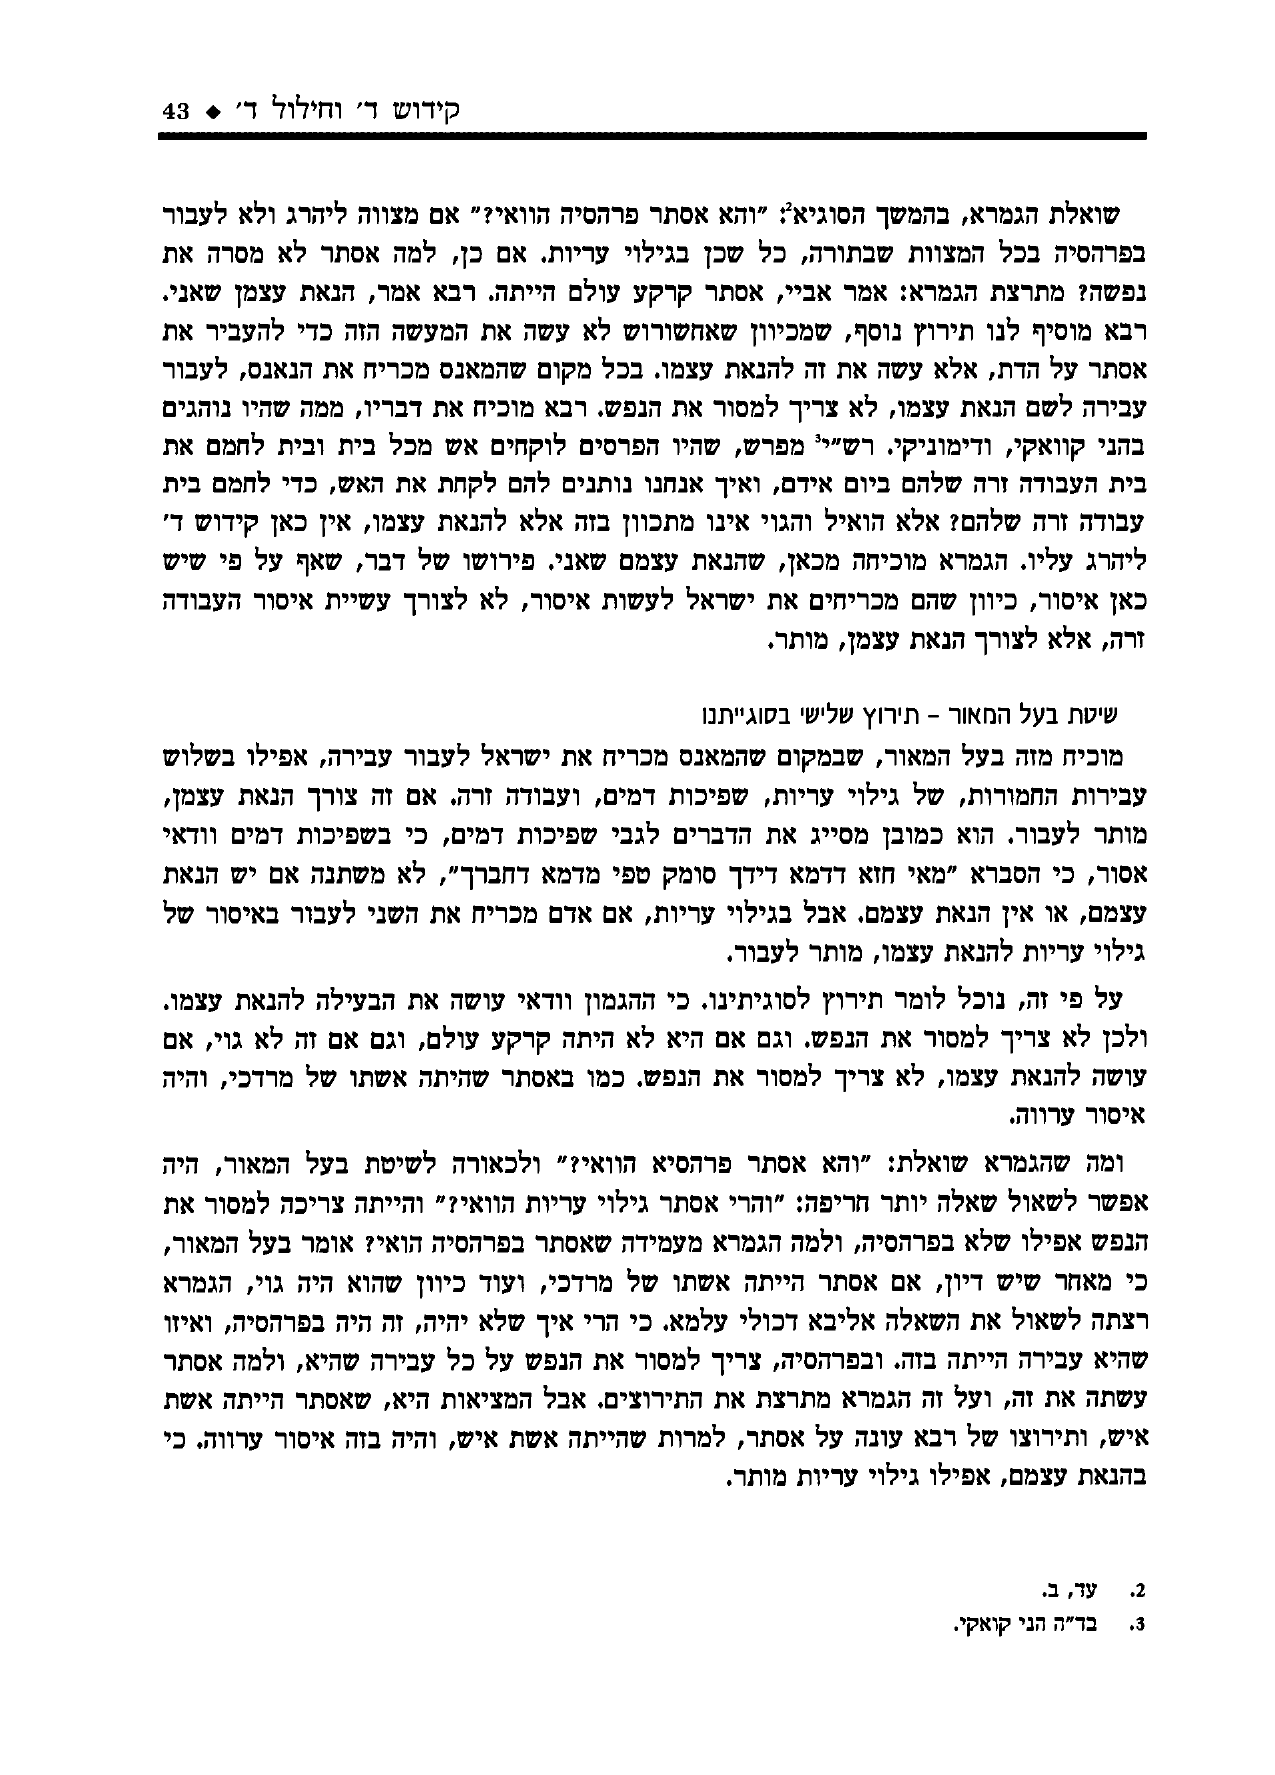 קידוש ד׳ וחילול ד׳ ◆ 43
שואלת הגמרא, בהמשך הסוגיא²: ״והא אסתר פרהסיה הוואי?״ אם מצווה ליהרג ולא לעבור
בפרהסיה בכל המצוות שבתורה, כל שכן בגילוי עריות. אם כן, למה אסתר לא מסרה את
נפשה? מתרצת הגמרא: אמר אביי, אסתר קרקע עולם הייתה. רבא אמר, הנאת עצמן שאני.
רבא מוסיף לנו תירוץ נוסף, שמכיוון שאחשורוש לא עשה את המעשה הזה כדי להעביר את
אסתר על הדת, אלא עשה את זה להנאת עצמו. בכל מקום שהמאנס מכריח את הנאנס, לעבור
עבירה לשם הנאת עצמו, לא צריך למסור את הנפש. רבא מוכיח את דבריו, ממה שהיו נוהגים
בהני קוואקי, ודימוניקי. רש״י³ מפרש, שהיו הפרסים לוקחים אש מכל בית ובית לחמם את
בית העבודה זרה שלהם ביום אידם, ואיך אנחנו נותנים להם לקחת את האש, כדי לחמם בית
עבודה זרה שלהם? אלא הואיל והגוי אינו מתכוון בזה אלא להנאת עצמו, אין כאן קידוש ד׳
ליהרג עליו. הגמרא מוכיחה מכאן, שהנאת עצמם שאני. פירושו של דבר, שאף על פי שיש
כאן איסור, כיוון שהם מכריחים את ישראל לעשות איסור, לא לצורך עשיית איסור העבודה
זרה, אלא לצורך הנאת עצמן, מותר.
שיטת בעל המאור – תירוץ שלישי בסוגייתנו
מוכיח מזה בעל המאור, שבמקום שהמאנס מכריח את ישראל לעבור עבירה, אפילו בשלוש
עבירות החמורות, של גילוי עריות, שפיכות דמים, ועבודה זרה. אם זה צורך הנאת עצמן,
מותר לעבור. הוא כמובן מסייג את הדברים לגבי שפיכות דמים, כי בשפיכות דמים וודאי
אסור, כי הסברא ״מאי חזא דדמא דידך סומק טפי מדמא דחברך״, לא משתנה אם יש הנאת
עצמם, או אין הנאת עצמם. אבל בגילוי עריות, אם אדם מכריח את השני לעבור באיסור של
גילוי עריות להנאת עצמו, מותר לעבור.
על פי זה, נוכל לומר תירוץ לסוגיתינו. כי ההגמון וודאי עושה את הבעילה להנאת עצמו.
ולכן לא צריך למסור את הנפש. וגם אם היא לא היתה קרקע עולם, וגם אם זה לא גוי, אם
עושה להנאת עצמו, לא צריך למסור את הנפש. כמו באסתר שהיתה אשתו של מרדכי, והיה
איסור ערווה.
ומה שהגמרא שואלת: ״והא אסתר פרהסיא הוואי?״ ולכאורה לשיטת בעל המאור, היה
אפשר לשאול שאלה יותר חריפה: ״והרי אסתר גילוי עריות הוואי?״ והייתה צריכה למסור את
הנפש אפילו שלא בפרהסיה, ולמה הגמרא מעמידה שאסתר בפרהסיה הואי? אומר בעל המאור,
כי מאחר שיש דיון, אם אסתר הייתה אשתו של מרדכי, ועוד כיוון שהוא היה גוי, הגמרא
רצתה לשאול את השאלה אליבא דכולי עלמא. כי הרי איך שלא יהיה, זה היה בפרהסיה, ואיזו
שהיא עבירה הייתה בזה. ובפרהסיה, צריך למסור את הנפש על כל עבירה שהיא, ולמה אסתר
עשתה את זה, ועל זה הגמרא מתרצת את התירוצים. אבל המציאות היא, שאסתר הייתה אשת
איש, ותירוצו של רבא עונה על אסתר, למרות שהייתה אשת איש, והיה בזה איסור ערווה. כי
בהנאת עצמם, אפילו גילוי עריות מותר.
2. עד, ב.
3. בד״ה הני קואקי.